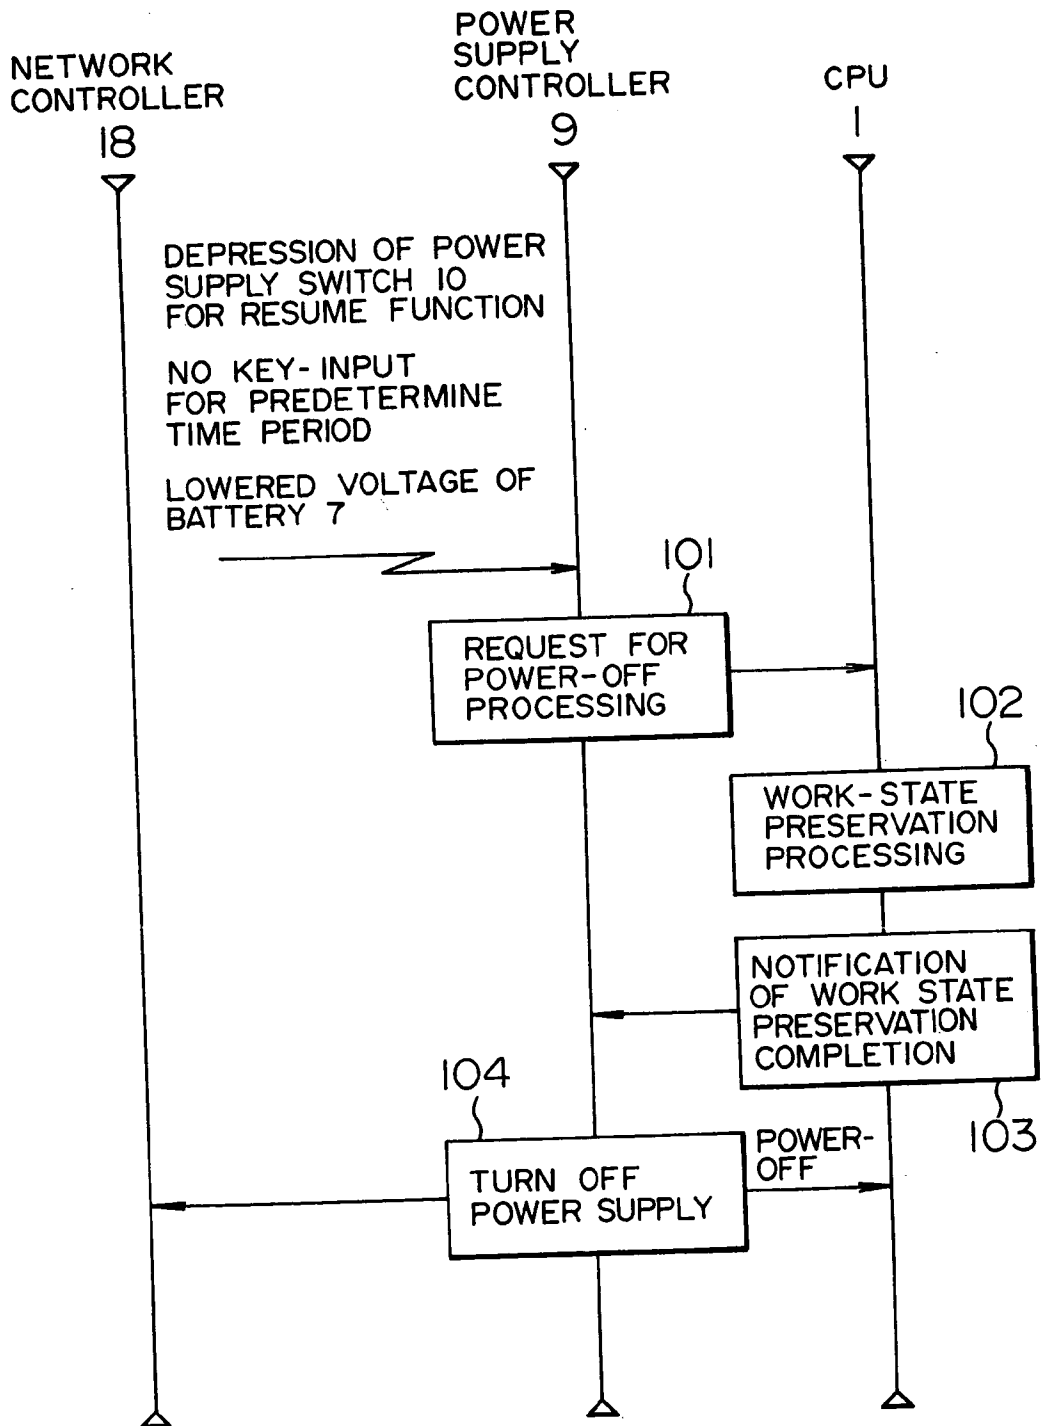 NETWORK
CONTROLLER
18
POWER
SUPPLY
CONTROLLER
9
CPU
1
DEPRESSION OF POWER
SUPPLY SWITCH 10
FOR RESUME FUNCTION
NO KEY-INPUT
FOR PREDETERMINE
TIME PERIOD
LOWERED VOLTAGE OF
BATTERY 7
101
REQUEST FOR
POWER-OFF
PROCESSING
102
WORK-STATE
PRESERVATION
PROCESSING
NOTIFICATION
OF WORK STATE
PRESERVATION
COMPLETION
103
104
TURN OFF
POWER SUPPLY
POWER-
OFF